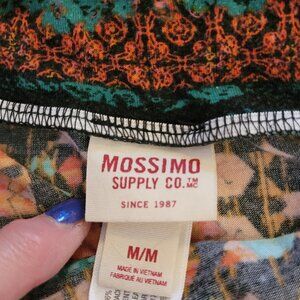 MOSSIMO
SUPPLY CO.™
MC
SINCE 1987
M/M
MADE IN VIETNAM
FABRIQUÉ AU VIETNAM